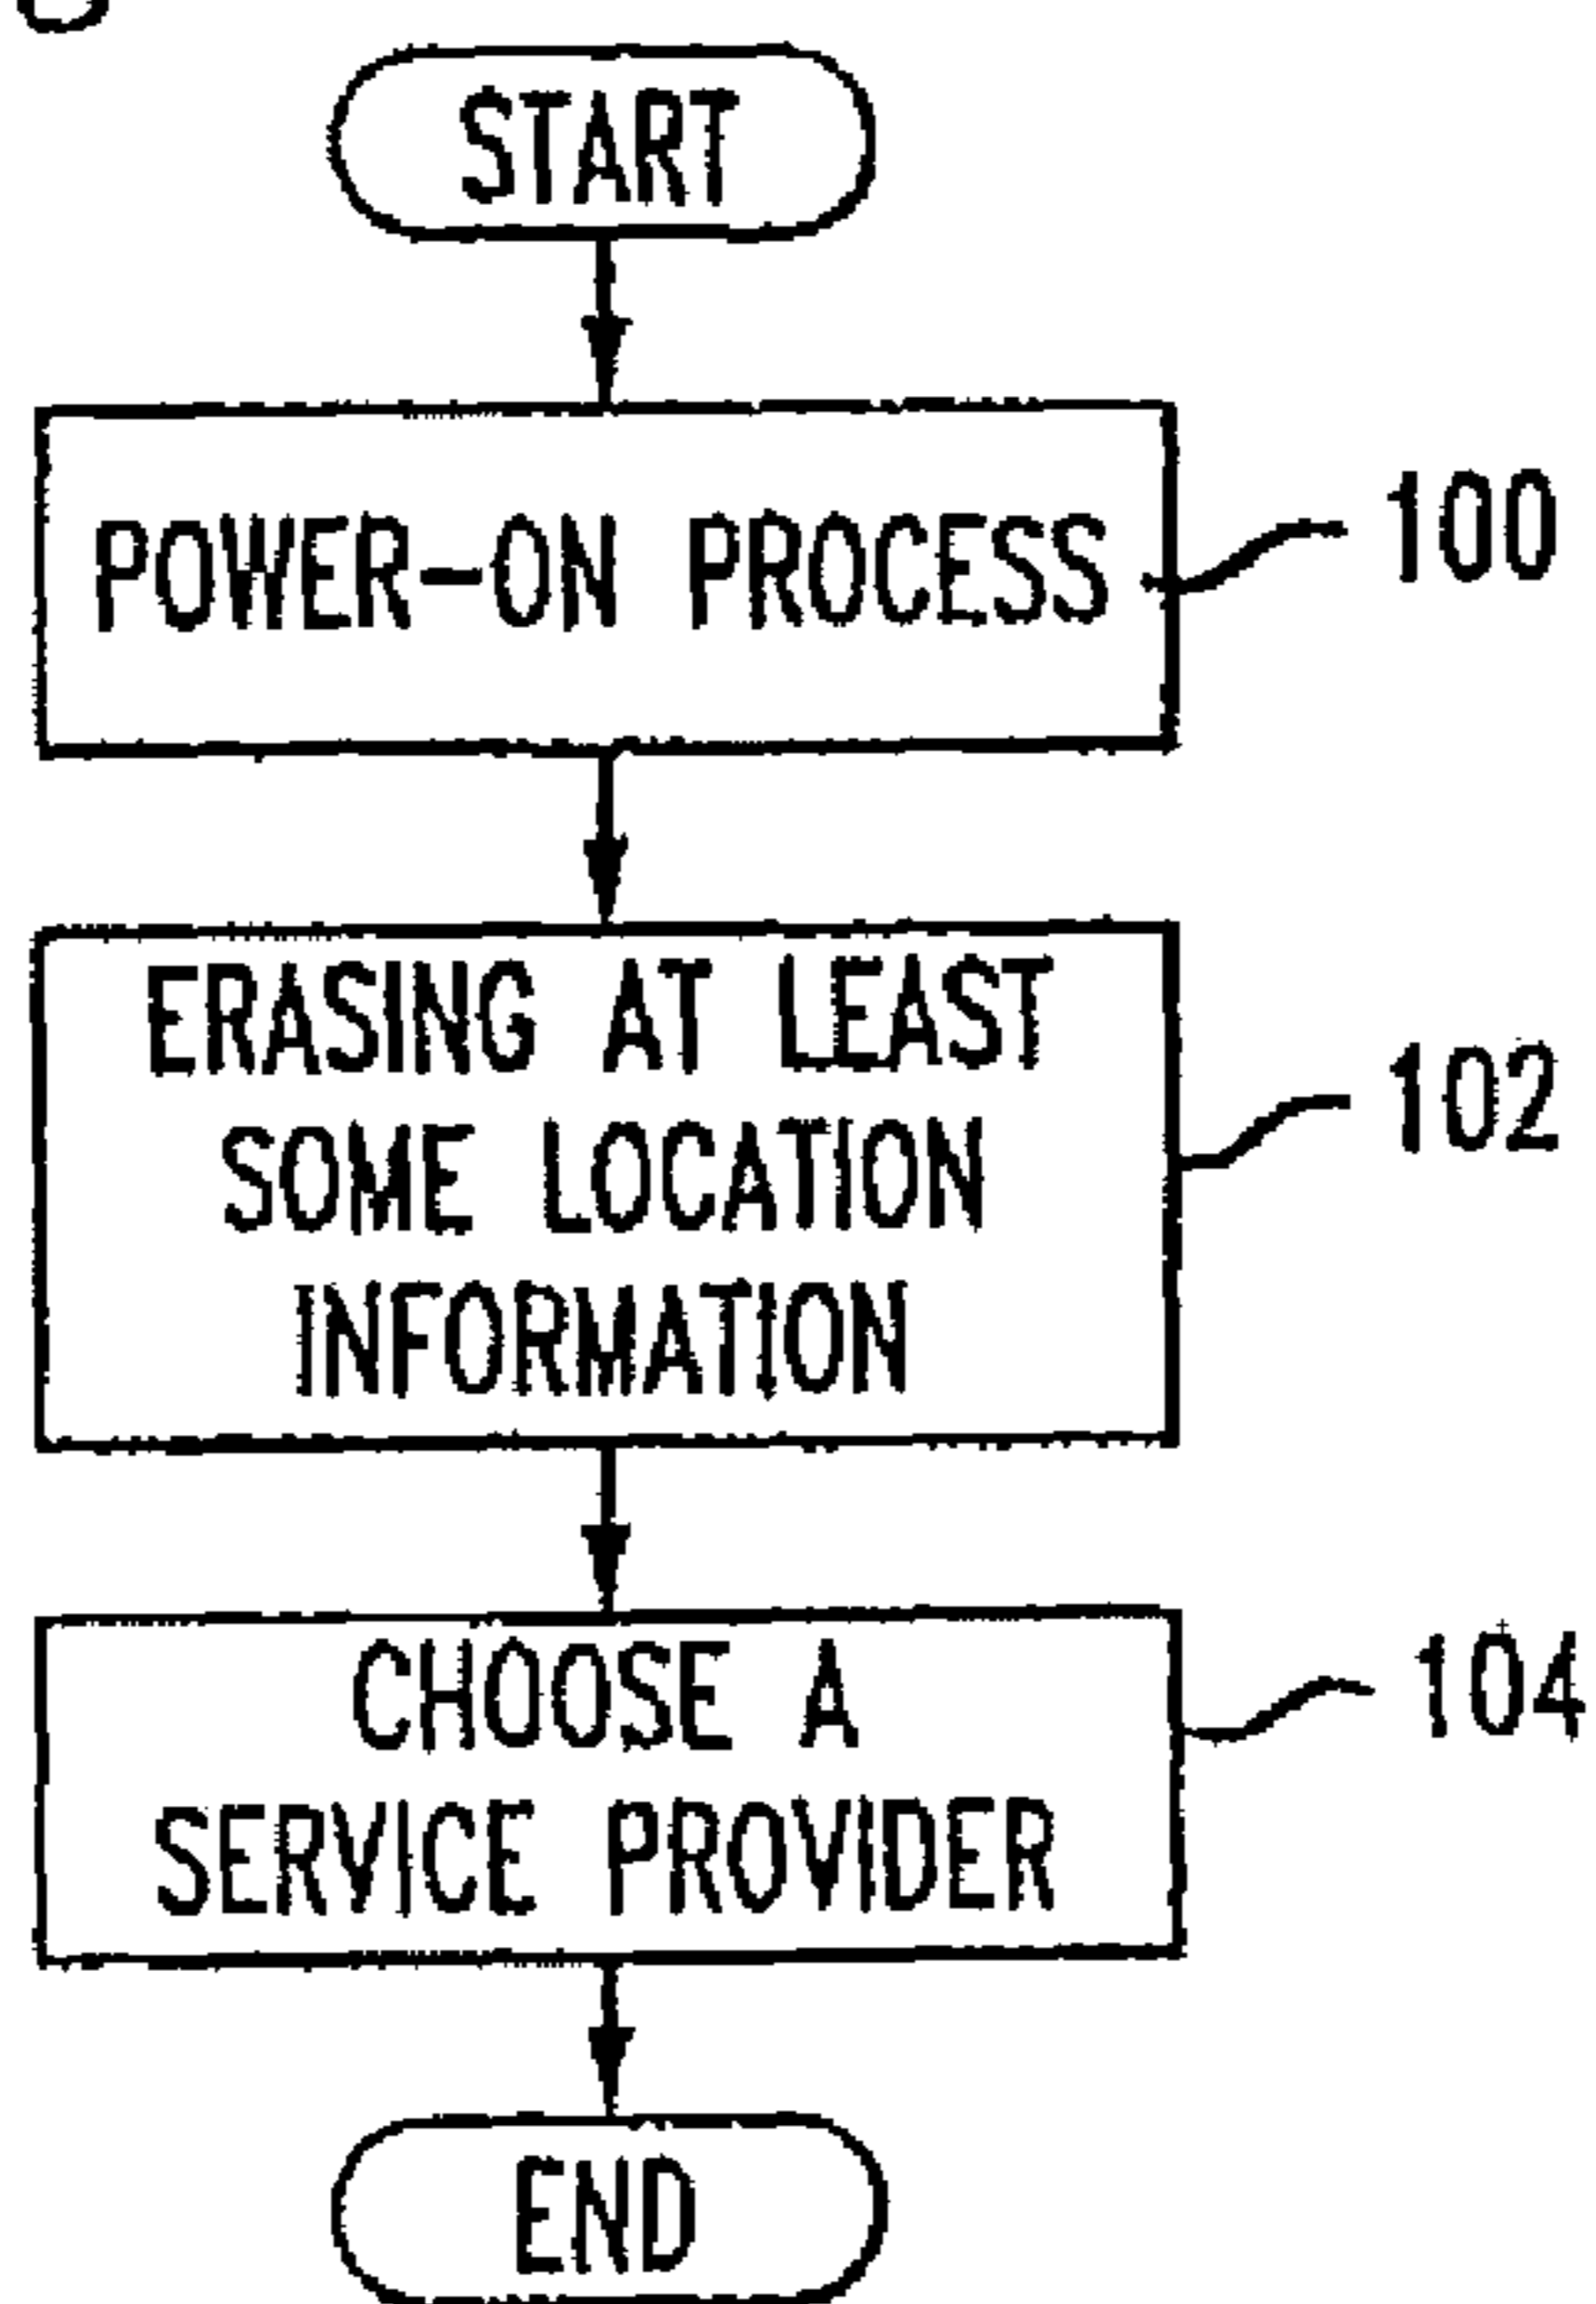 START
POWER-ON PROCESS
100
ERASING AT LEAST
SOME LOCATION
INFORMATION
102
CHOOSE A
SERVICE PROVIDER
104
END